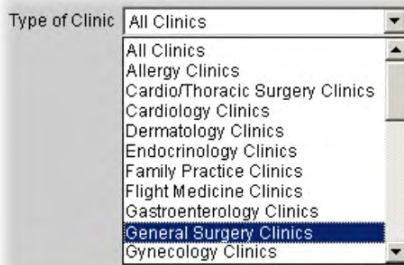 Type of Clinic All Clinics
All Clinics
Allergy Clinics
Cardio/Thoracic Surgery Clinics
Cardiology Clinics
Dermatology Clinics
Endocrinology Clinics
Family Practice Clinics
Flight Medicine Clinics
Gastroenterology Clinics
General Surgery Clinics
Gynecology Clinics